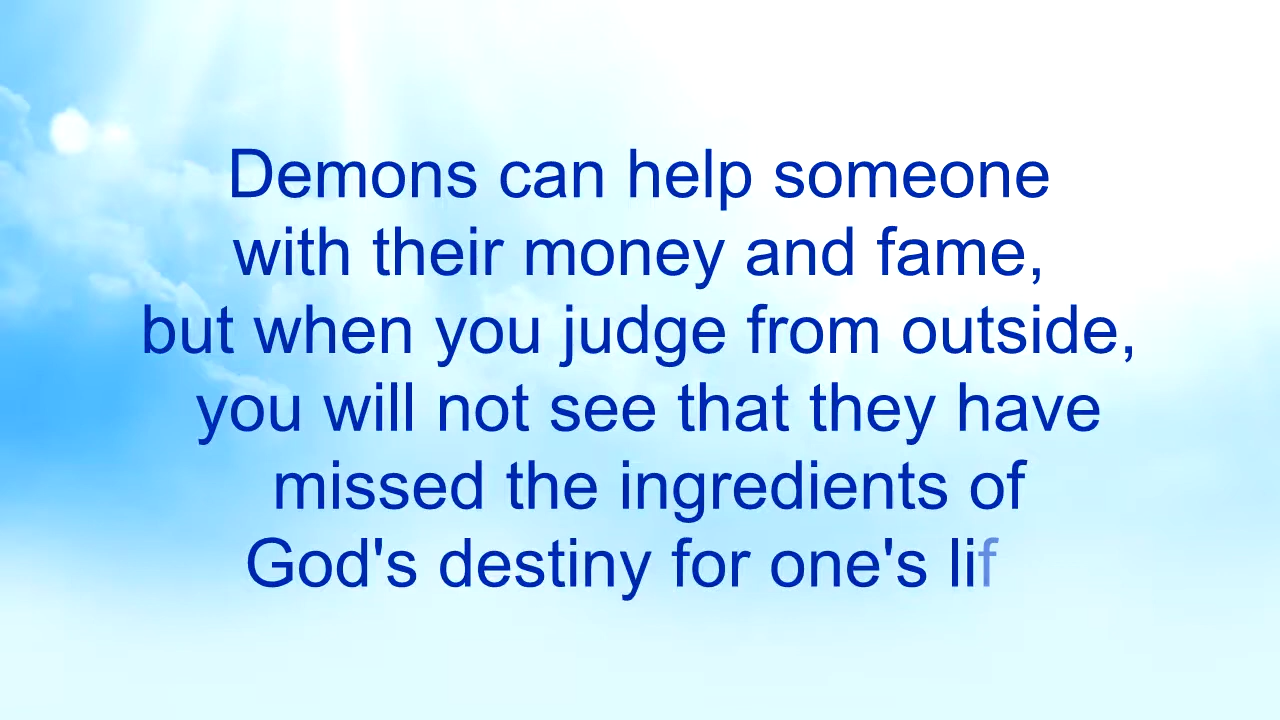 Demons can help someone
with their money and fame,
but when you judge from outside,
you will not see that they have
missed the ingredients of
God's destiny for one's lif